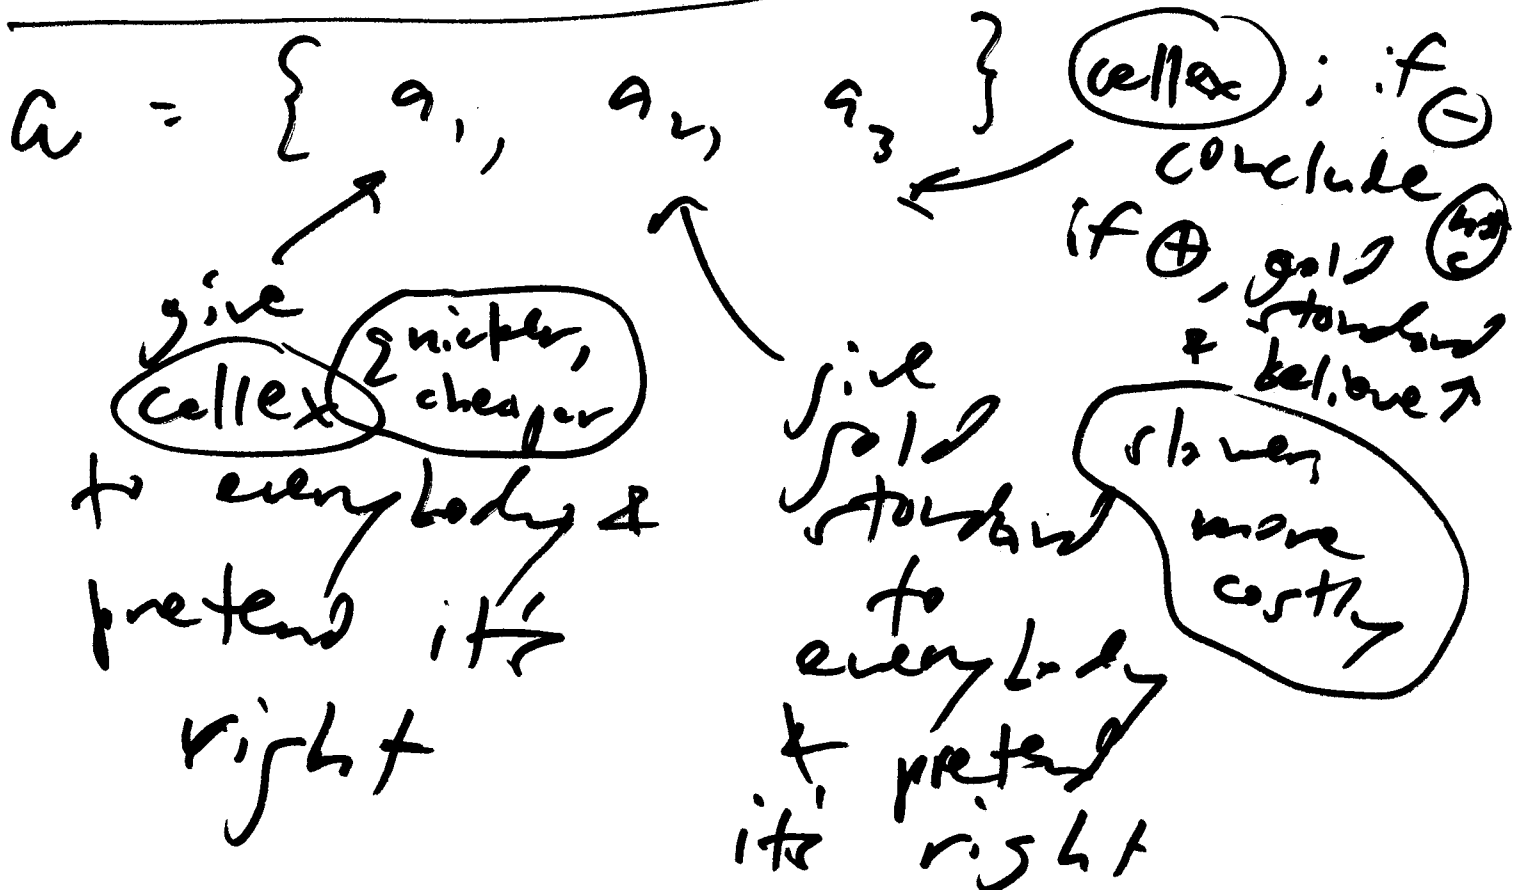 a = { a1, a2, a3 }
cellex ; if ⊖
conclude
if ⊕, gold
standard
& believe ↗
give
cellex
quicker,
cheaper
to everybody &
pretend it's
right
give
gold
standard
to
everybody
& pretend
it's right
slower,
more
costly